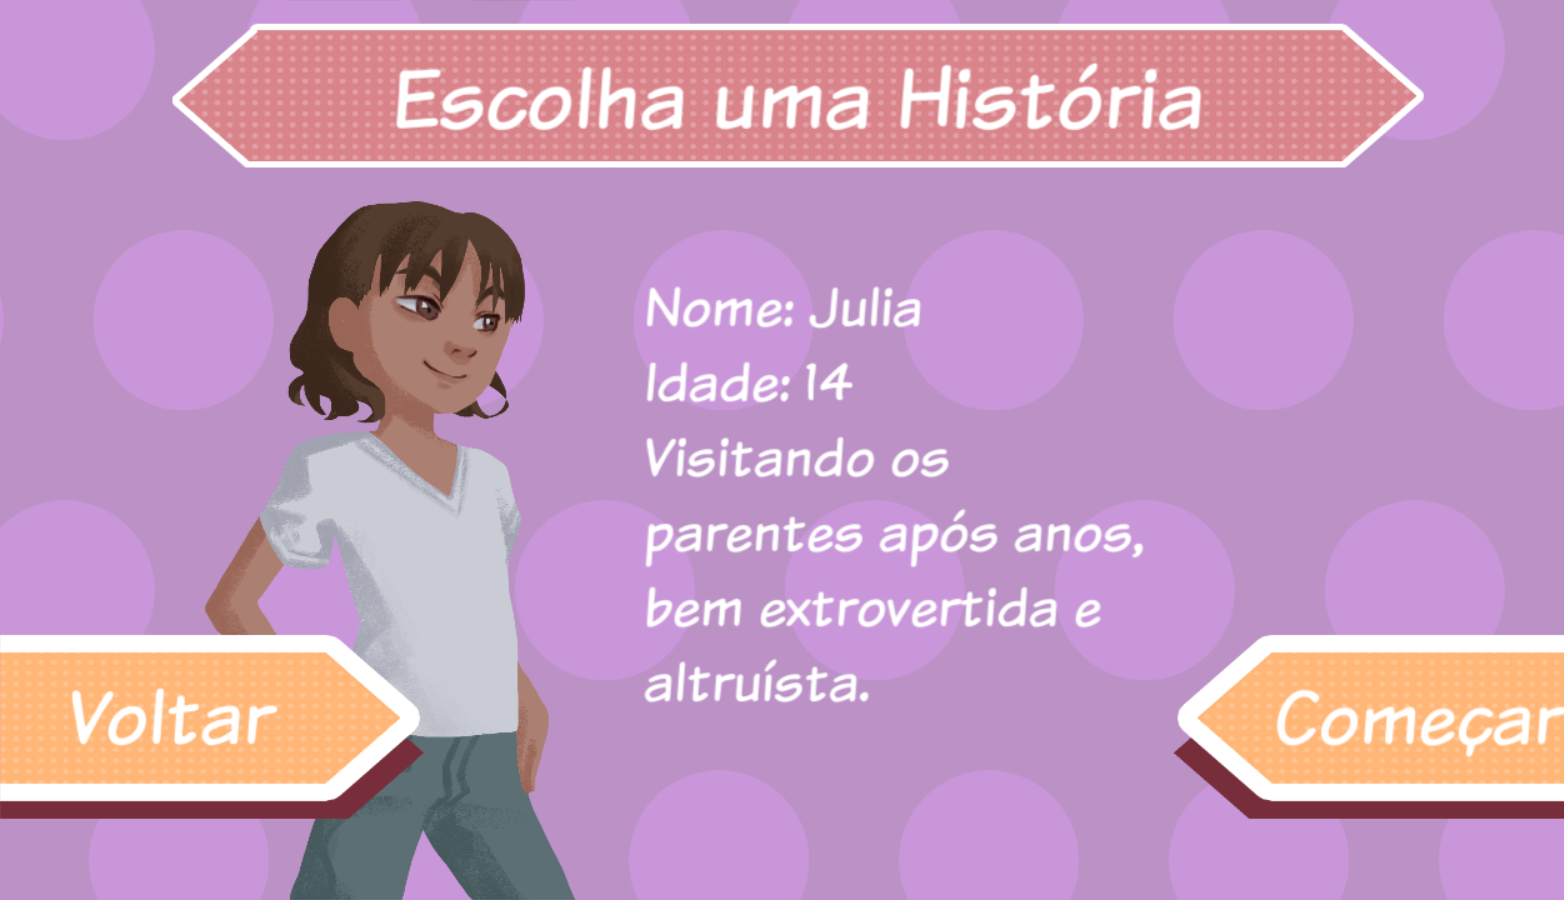 Escolha uma História
Nome: Julia
Idade: 14
Visitando os
parentes após anos,
bem extrovertida e
altruísta.
Voltar
Começar